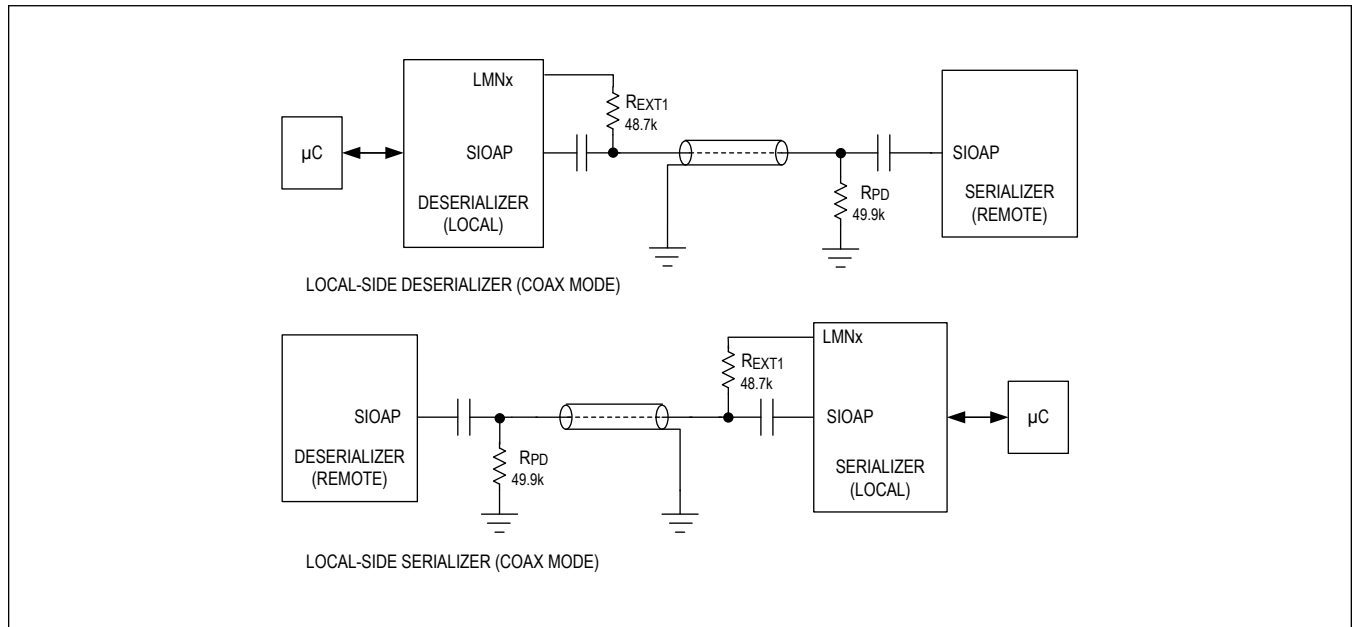 LMNx
REXT1
48.7k
µC
SIOAP
SIOAP
DESERIALIZER
(LOCAL)
RPD
49.9k
SERIALIZER
(REMOTE)
LOCAL-SIDE DESERIALIZER (COAX MODE)
LMNx
REXT1
48.7k
SIOAP
SIOAP
µC
DESERIALIZER
(REMOTE)
RPD
49.9k
SERIALIZER
(LOCAL)
LOCAL-SIDE SERIALIZER (COAX MODE)